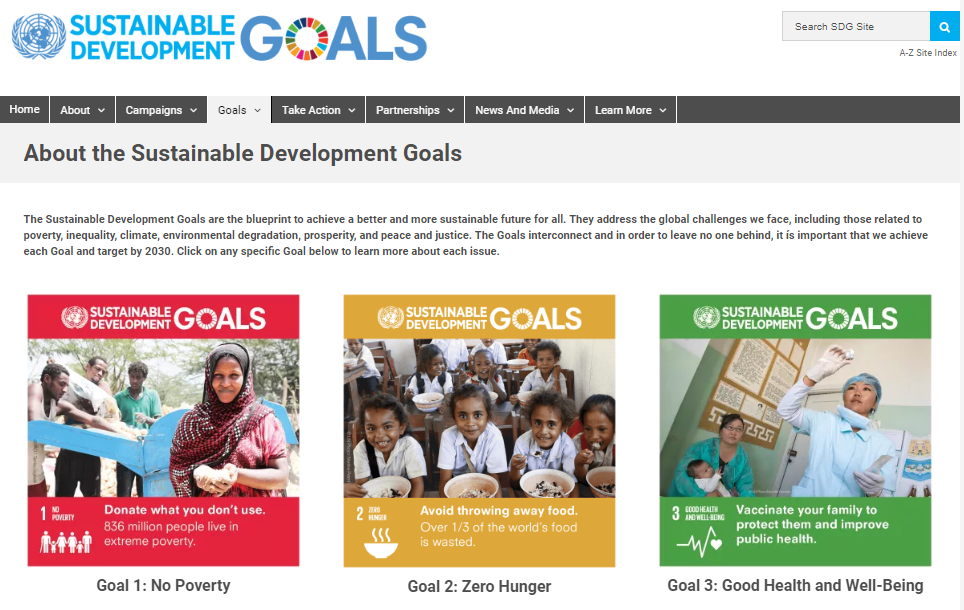 SUSTAINABLE
DEVELOPMENT GOALS
Search SDG Site
A-Z Site Index
Home About Campaigns Goals Take Action Partnerships News And Media Learn More
About the Sustainable Development Goals
The Sustainable Development Goals are the blueprint to achieve a better and more sustainable future for all. They address the global challenges we face, including those related to
poverty, inequality, climate, environmental degradation, prosperity, and peace and justice. The Goals interconnect and in order to leave no one behind, it is important that we achieve
each Goal and target by 2030. Click on any specific Goal below to learn more about each issue.
SUSTAINABLE
DEVELOPMENT GOALS
1 NO
POVERTY
Donate what you don't use.
836 million people live in
extreme poverty.
Goal 1: No Poverty
SUSTAINABLE
DEVELOPMENT GOALS
2 ZERO
HUNGER
Avoid throwing away food.
Over 1/3 of the world's food
is wasted.
Goal 2: Zero Hunger
SUSTAINABLE
DEVELOPMENT GOALS
3 GOOD HEALTH
AND WELL-BEING
Vaccinate your family to
protect them and improve
public health.
Goal 3: Good Health and Well-Being